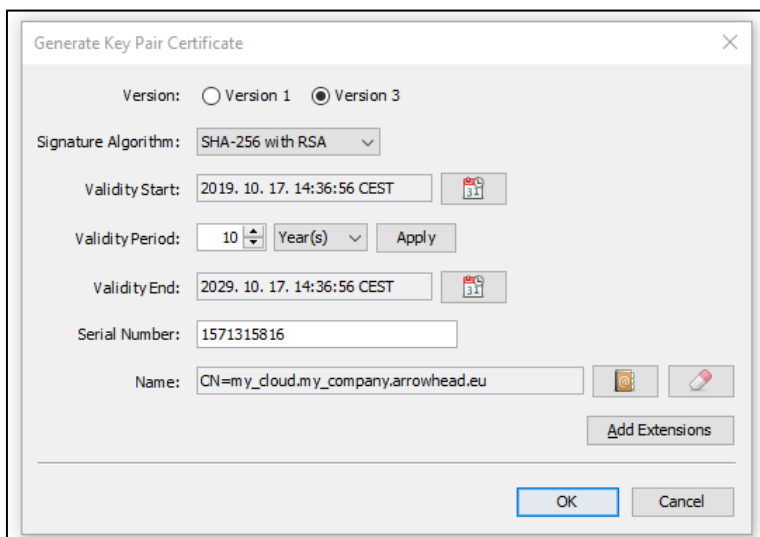 Generate Key Pair Certificate
Version: Version 1 Version 3
Signature Algorithm: SHA-256 with RSA
Validity Start: 2019. 10. 17. 14:36:56 CEST
Validity Period: 10 Year(s) Apply
Validity End: 2029. 10. 17. 14:36:56 CEST
Serial Number: 1571315816
Name: CN=my_cloud.my_company.arrowhead.eu
Add Extensions
OK Cancel